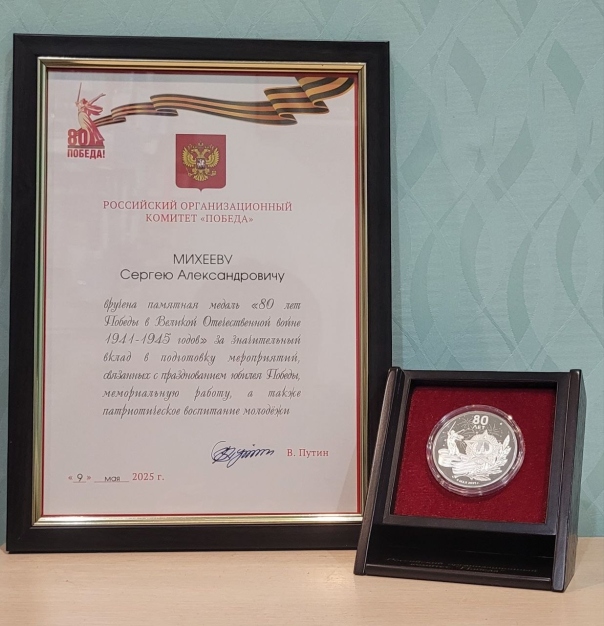 80
ПОБЕДА!
РОССИЙСКИЙ ОРГАНИЗАЦИОННЫЙ
КОМИТЕТ «ПОБЕДА»
МИХЕЕВУ
Сергею Александровичу
вручена памятная медаль «80 лет
Победы в Великой Отечественной войне
1941-1945 годов» за значительный
вклад в подготовку мероприятий,
связанных с празднованием юбилея Победы,
мемориальную работу, а также
патриотическое воспитание молодежи
В. Путин
«9» мая 2025 г.
80
ЛЕТ